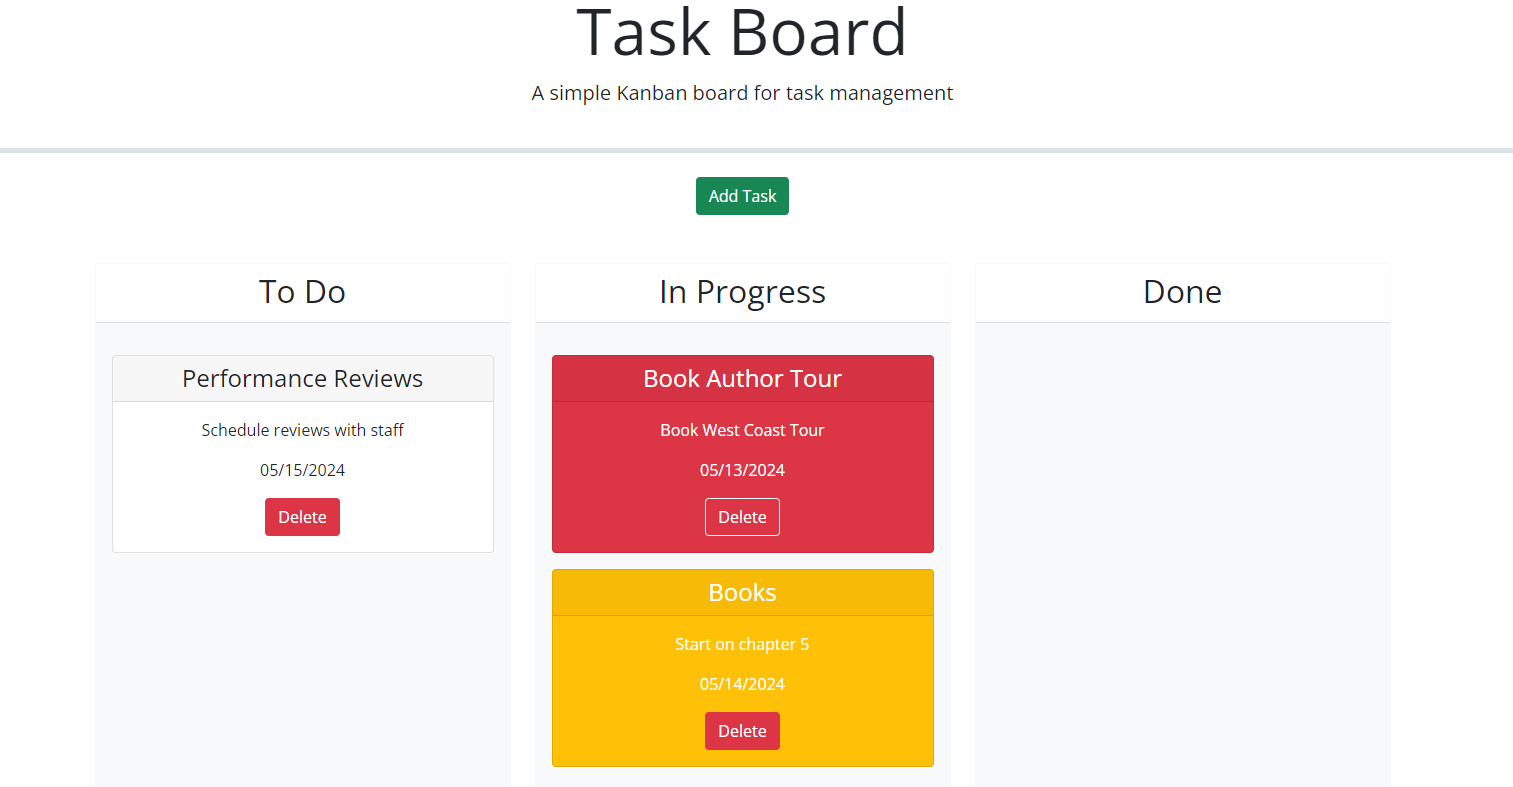 Task Board
A simple Kanban board for task management
Add Task
To Do
Performance Reviews
Schedule reviews with staff
05/15/2024
Delete
In Progress
Book Author Tour
Book West Coast Tour
05/13/2024
Delete
Books
Start on chapter 5
05/14/2024
Delete
Done